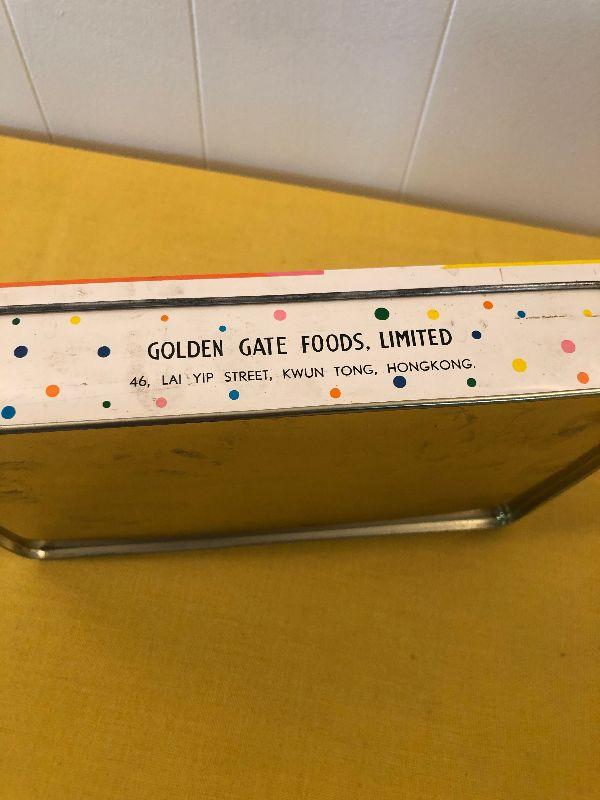 GOLDEN GATE FOODS, LIMITED
46, LAI YIP STREET, KWUN TONG, HONGKONG.